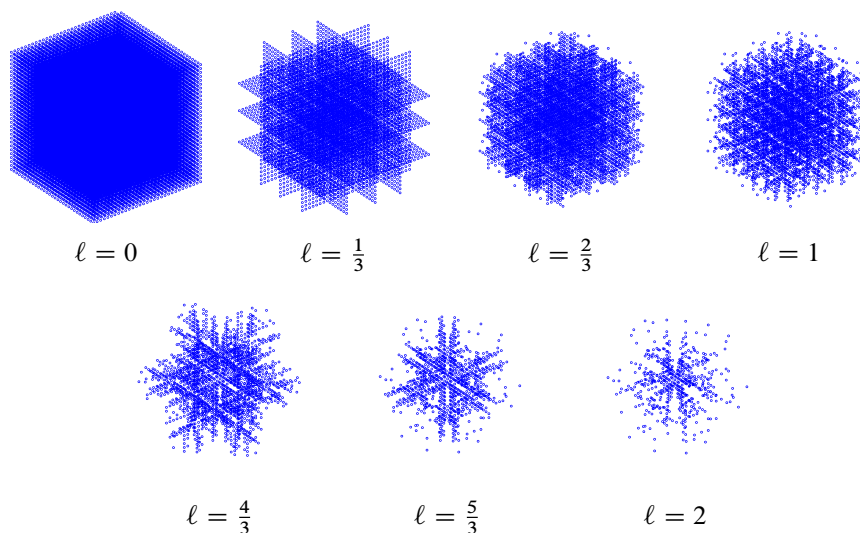 ℓ = 0 ℓ = 1/3 ℓ = 2/3 ℓ = 1
ℓ = 4/3 ℓ = 5/3 ℓ = 2